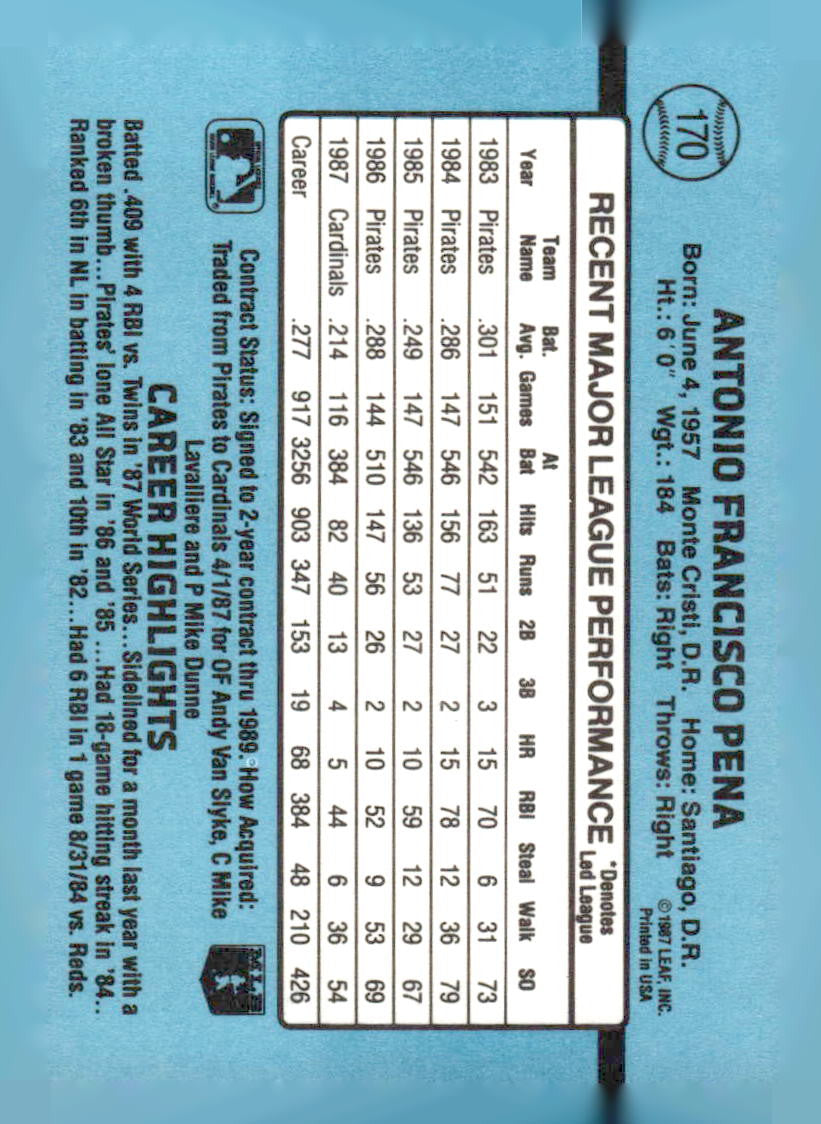 170
ANTONIO FRANCISCO PENA
Born: June 4, 1957 Monte Cristi, D.R. Home: Santiago, D.R.
Ht.: 6' 0" Wgt.: 184 Bats: Right Throws: Right
©1987 LEAF, INC.
Printed in USA
RECENT MAJOR LEAGUE PERFORMANCE *Denotes Led League
Year Team Name Bat. Avg. Games At Bat Hits Runs 2B 3B HR RBI Steal Walk SO
1983 Pirates .301 151 542 163 51 22 3 15 70 6 31 73
1984 Pirates .286 147 546 156 77 27 2 15 78 12 36 79
1985 Pirates .249 147 546 136 53 27 2 10 59 12 29 67
1986 Pirates .288 144 510 147 56 26 2 10 52 9 53 69
1987 Cardinals .214 116 384 82 40 13 4 5 44 6 36 54
Career .277 917 3256 903 347 153 19 68 384 48 210 426
Contract Status: Signed to 2-year contract thru 1989. How Acquired:
Traded from Pirates to Cardinals 4/1/87 for OF Andy Van Slyke, C Mike
Lavalliere and P Mike Dunne
CAREER HIGHLIGHTS
Batted .409 with 4 RBI vs. Twins in '87 World Series...Sidelined for a month last year with a
broken thumb...Pirates' lone All Star in '86 and '85 ...Had 18-game hitting streak in '84..
Ranked 6th in NL in batting in '83 and 10th in '82...Had 6 RBI in 1 game 8/31/84 vs. Reds.